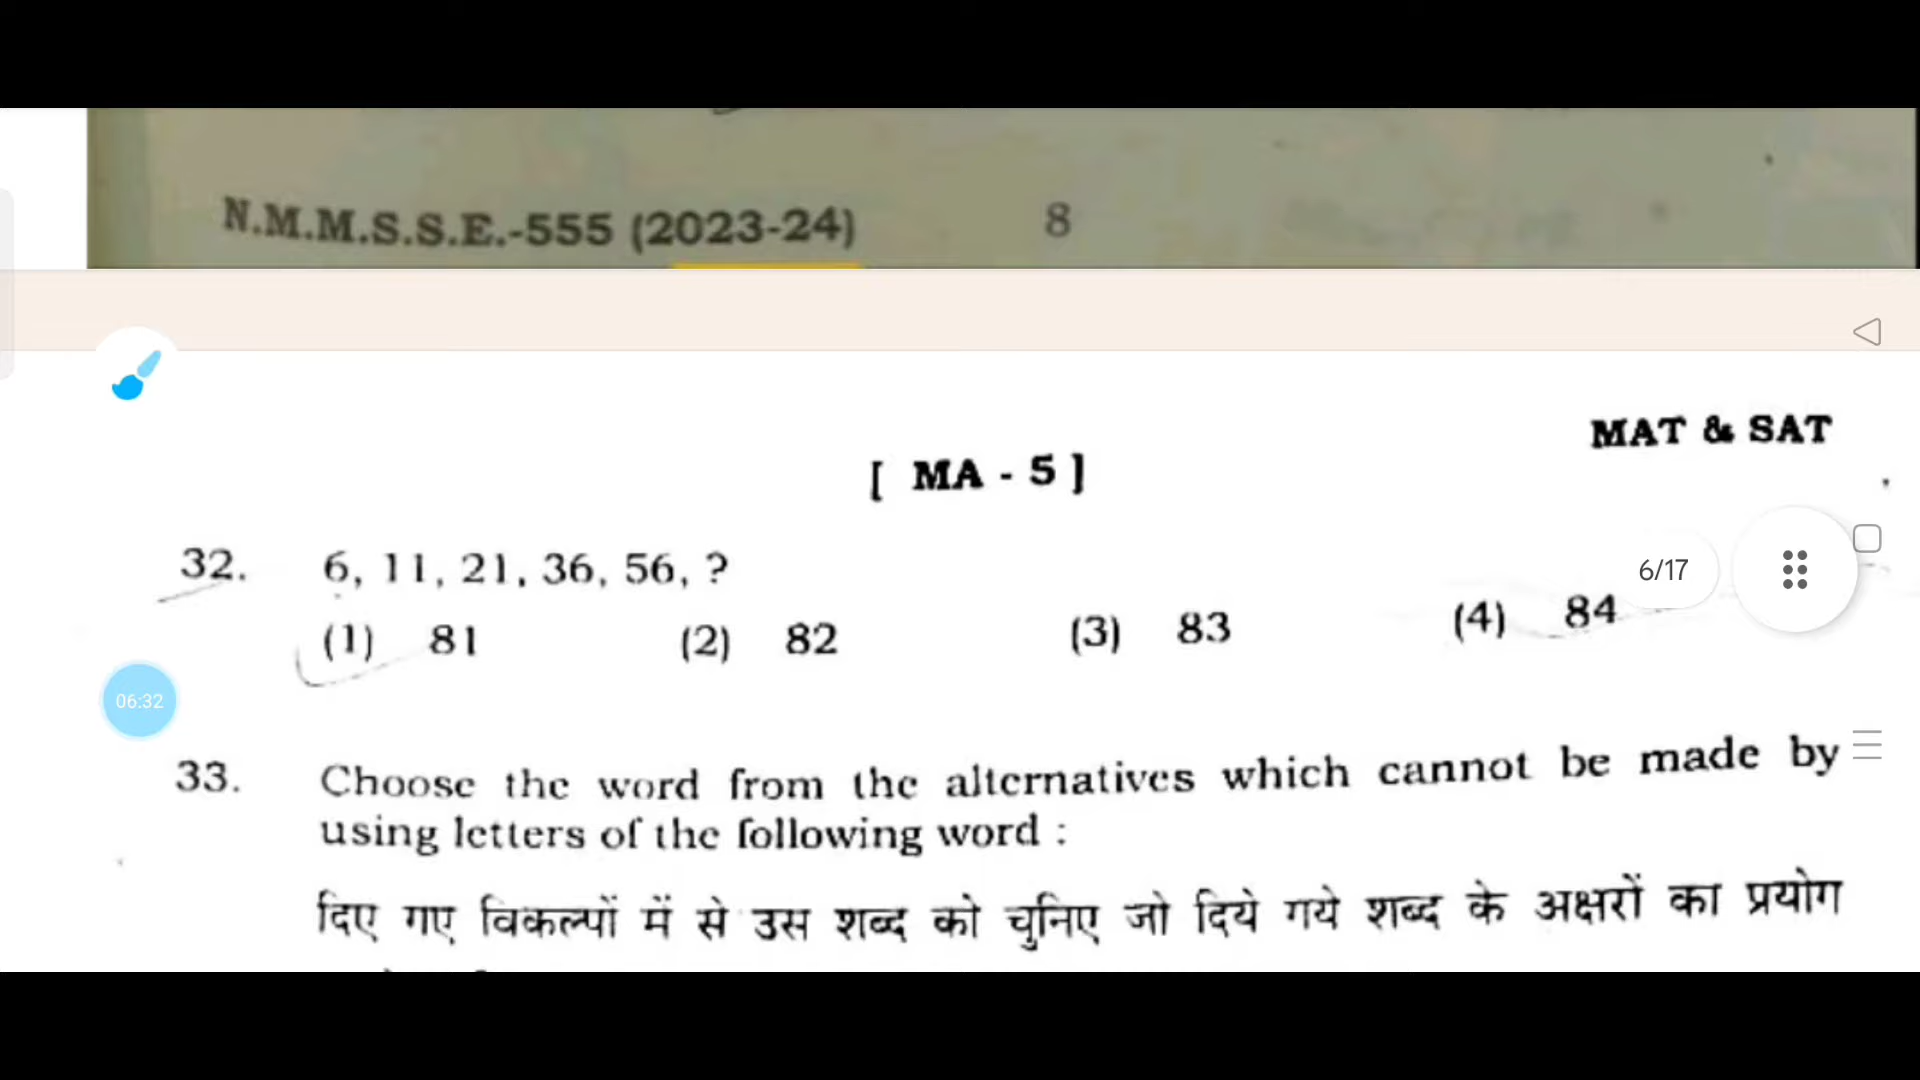 N.M.M.S.S.E.-555 (2023-24) 8
MAT & SAT
[ MA - 5 ]
32. 6, 11, 21, 36, 56, ?
6/17
(1) 81 (2) 82 (3) 83 (4) 84
06:32
33. Choose the word from the alternatives which cannot be made by
using letters of the following word :
दिए गए विकल्पों में से उस शब्द को चुनिए जो दिये गये शब्द के अक्षरों का प्रयोग